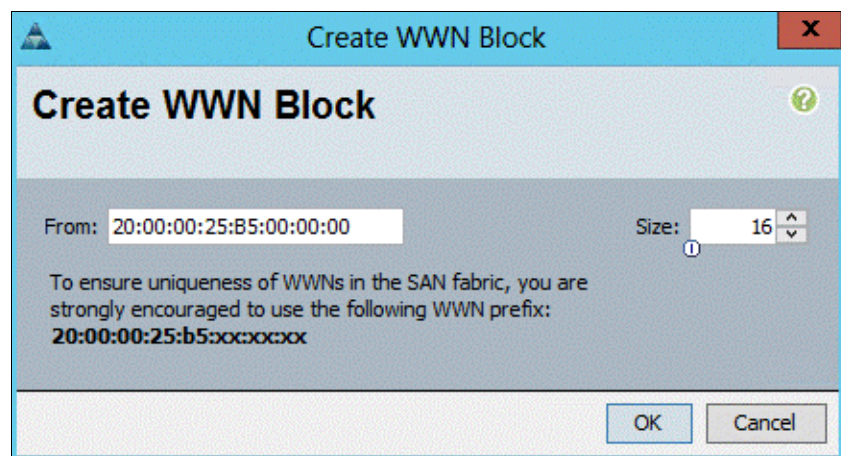 Create WWN Block
X
Create WWN Block
?
From: 20:00:00:25:B5:00:00:00 Size: 16
To ensure uniqueness of WWNs in the SAN fabric, you are
strongly encouraged to use the following WWN prefix:
20:00:00:25:b5:xx:xx:xx
OK Cancel